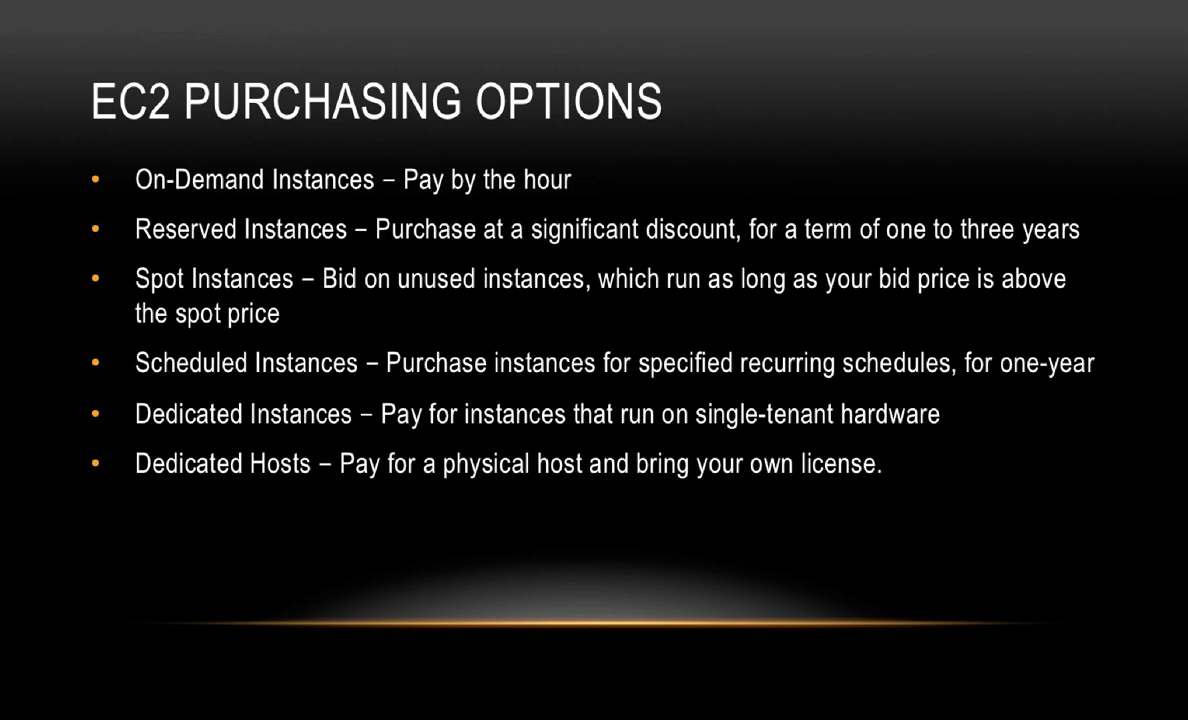 EC2 PURCHASING OPTIONS
• On-Demand Instances – Pay by the hour
• Reserved Instances – Purchase at a significant discount, for a term of one to three years
• Spot Instances – Bid on unused instances, which run as long as your bid price is above
the spot price
• Scheduled Instances – Purchase instances for specified recurring schedules, for one-year
• Dedicated Instances – Pay for instances that run on single-tenant hardware
• Dedicated Hosts – Pay for a physical host and bring your own license.